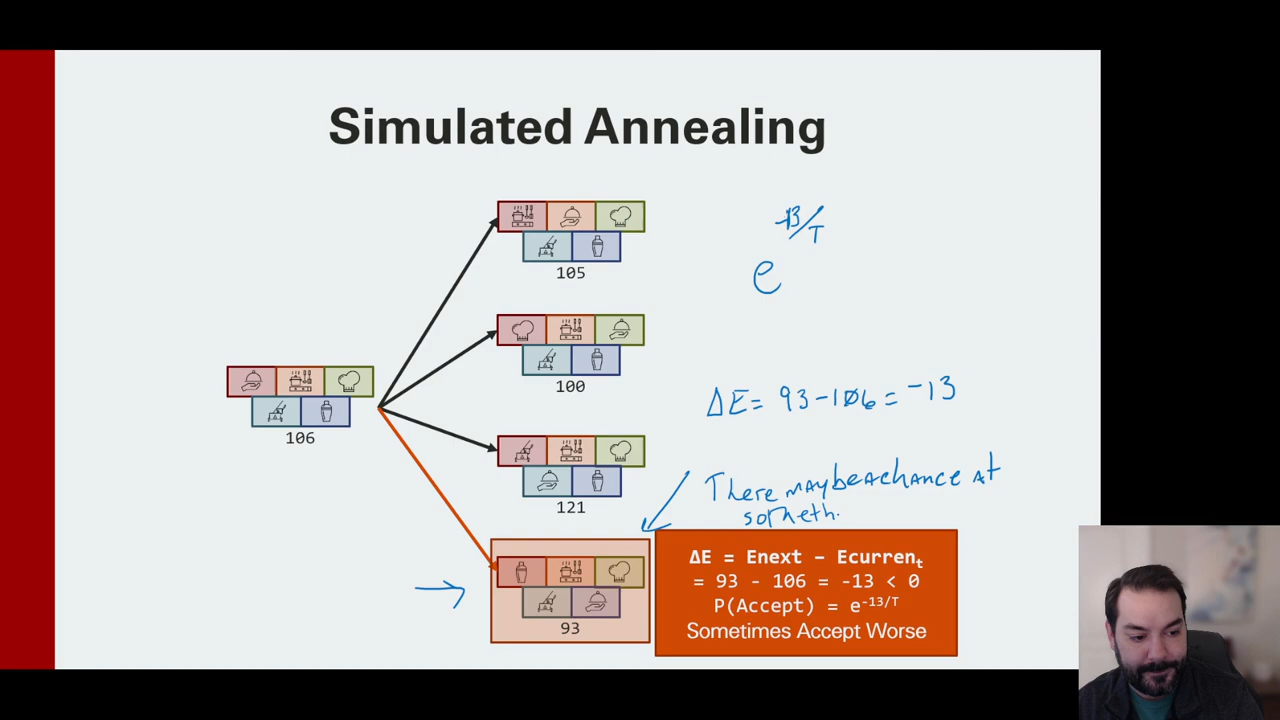 Simulated Annealing
105
-13/T
e
100
106
ΔE= 93-106 = -13
121
There may be a chance at
someth.
ΔE = Enext - Ecurrent
= 93 - 106 = -13 < 0
P(Accept) = e-13/T
Sometimes Accept Worse
93